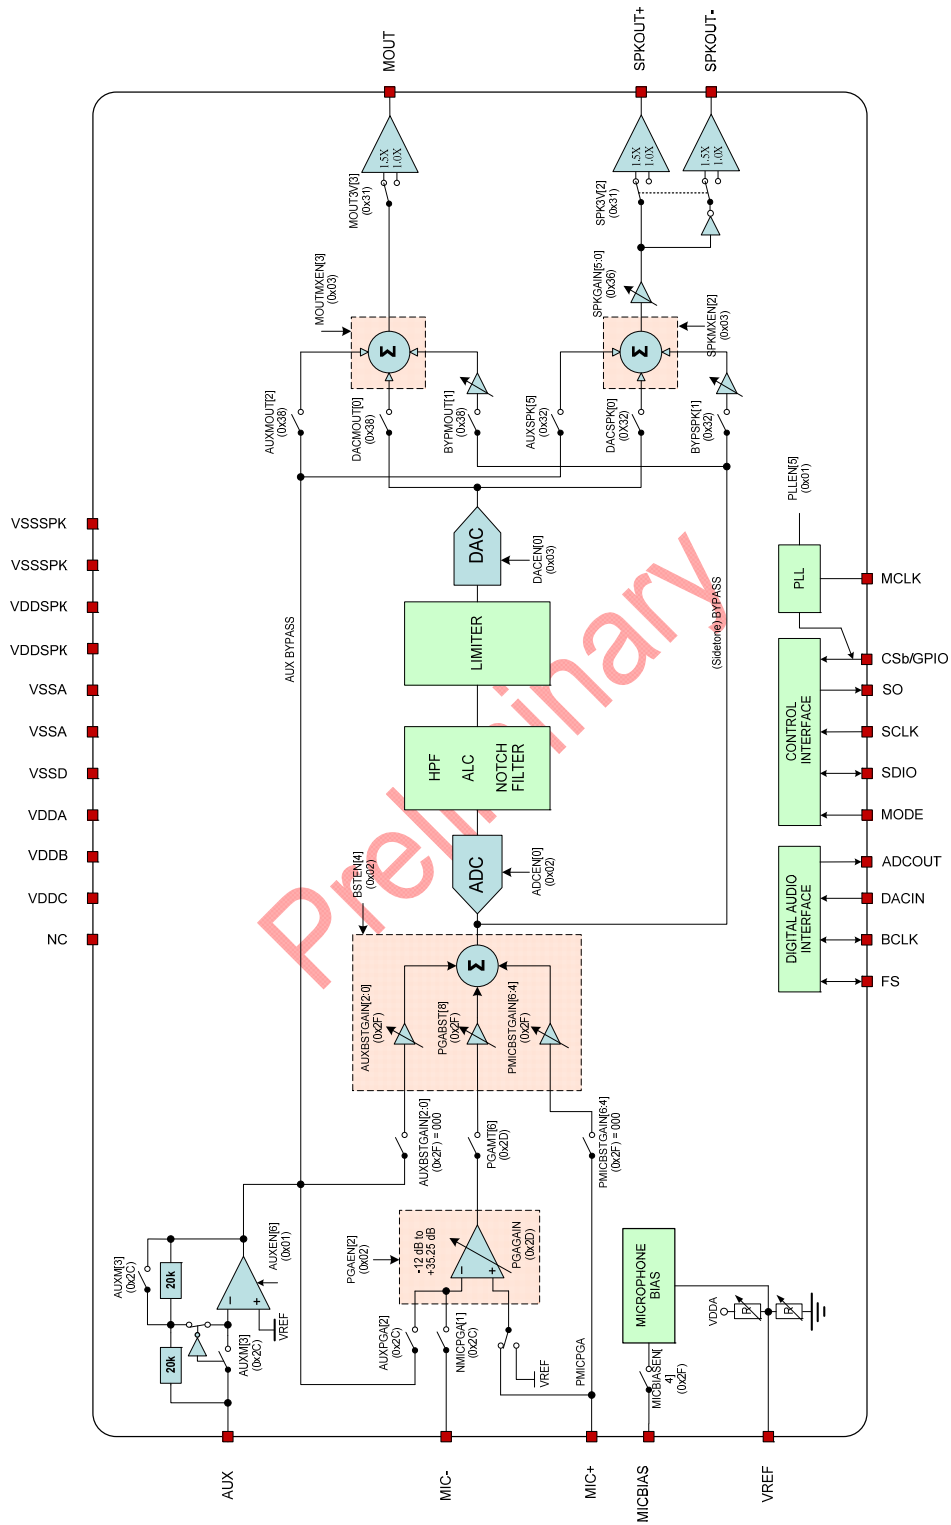 MOUT
SPKOUT+
SPKOUT-
1.5X
1.0X
1.5X
1.0X
1.5X
1.0X
MOUT3V[3]
(0x31)
SPK3V[2]
(0x31)
MOUTMXEN[3]
(0x03)
SPKGAIN[5:0]
(0x36)
SPKMXEN[2]
(0x03)
Σ
Σ
AUXMOUT[2]
(0x38)
DACMOUT[0]
(0x38)
BYPMOUT[1]
(0x38)
AUXSPK[5]
(0x32)
DACSPK[0]
(0X32)
BYPSPK[1]
(0x32)
VSSSPK
VSSSPK
VDDSPK
VDDSPK
VSSA
VSSA
VSSD
VDDA
VDDB
VDDC
NC
DAC
DACEN[0]
(0x03)
AUX BYPASS
(Sidetone) BYPASS
LIMITER
HPF
ALC
NOTCH
FILTER
ADC
ADCEN[0]
(0x02)
Preliminary
PLLEN[5]
(0x01)
PLL
CONTROL
INTERFACE
DIGITAL AUDIO
INTERFACE
MCLK
CSb/GPIO
SO
SCLK
SDIO
MODE
ADCOUT
DACIN
BCLK
FS
BSTEN[4]
(0x02)
Σ
AUXBSTGAIN[2:0]
(0x2F)
PGABST[8]
(0x2F)
PMICBSTGAIN[6:4]
(0x2F)
AUXBSTGAIN[2:0]
(0x2F) = 000
PGAMT[6]
(0x2D)
PMICBSTGAIN[6:4]
(0x2F) = 000
PGAEN[2]
(0x02)
-12 dB to
+35.25 dB
PGAGAIN
(0x2D)
AUXM[3]
(0x2C)
20k
20k
AUXEN[6]
(0x01)
VREF
AUXM[3]
(0x2C)
AUXPGA[2]
(0x2C)
NMICPGA[1]
(0x2C)
VREF
PMICPGA
MICROPHONE
BIAS
MICBIASEN[
4]
(0x2F)
VDDA
R
R
AUX
MIC-
MIC+
MICBIAS
VREF